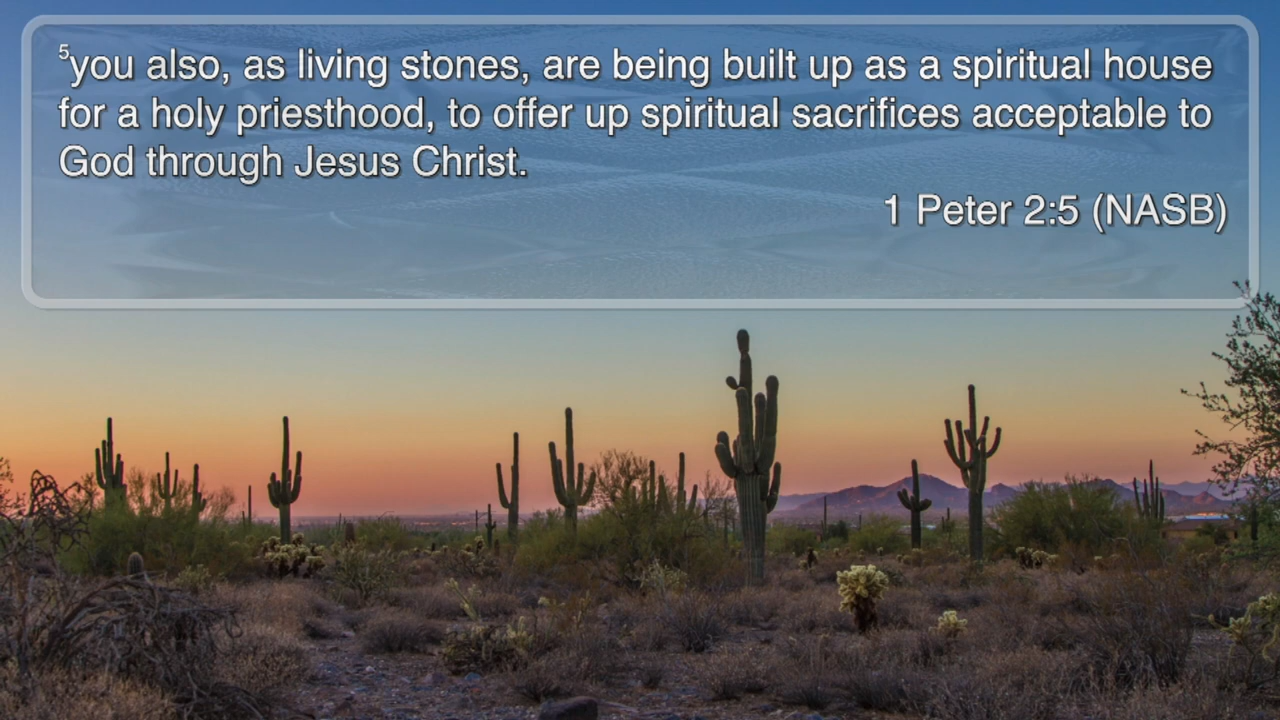 ⁵you also, as living stones, are being built up as a spiritual house
for a holy priesthood, to offer up spiritual sacrifices acceptable to
God through Jesus Christ.
1 Peter 2:5 (NASB)